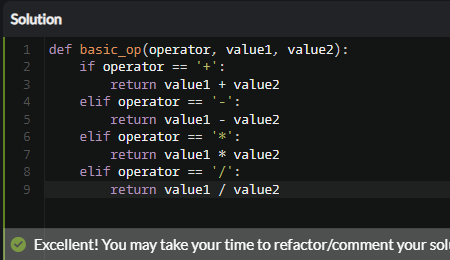 Solution
1 def basic_op(operator, value1, value2):
2     if operator == '+':
3         return value1 + value2
4     elif operator == '-':
5         return value1 - value2
6     elif operator == '*':
7         return value1 * value2
8     elif operator == '/':
9         return value1 / value2
Excellent! You may take your time to refactor/comment your